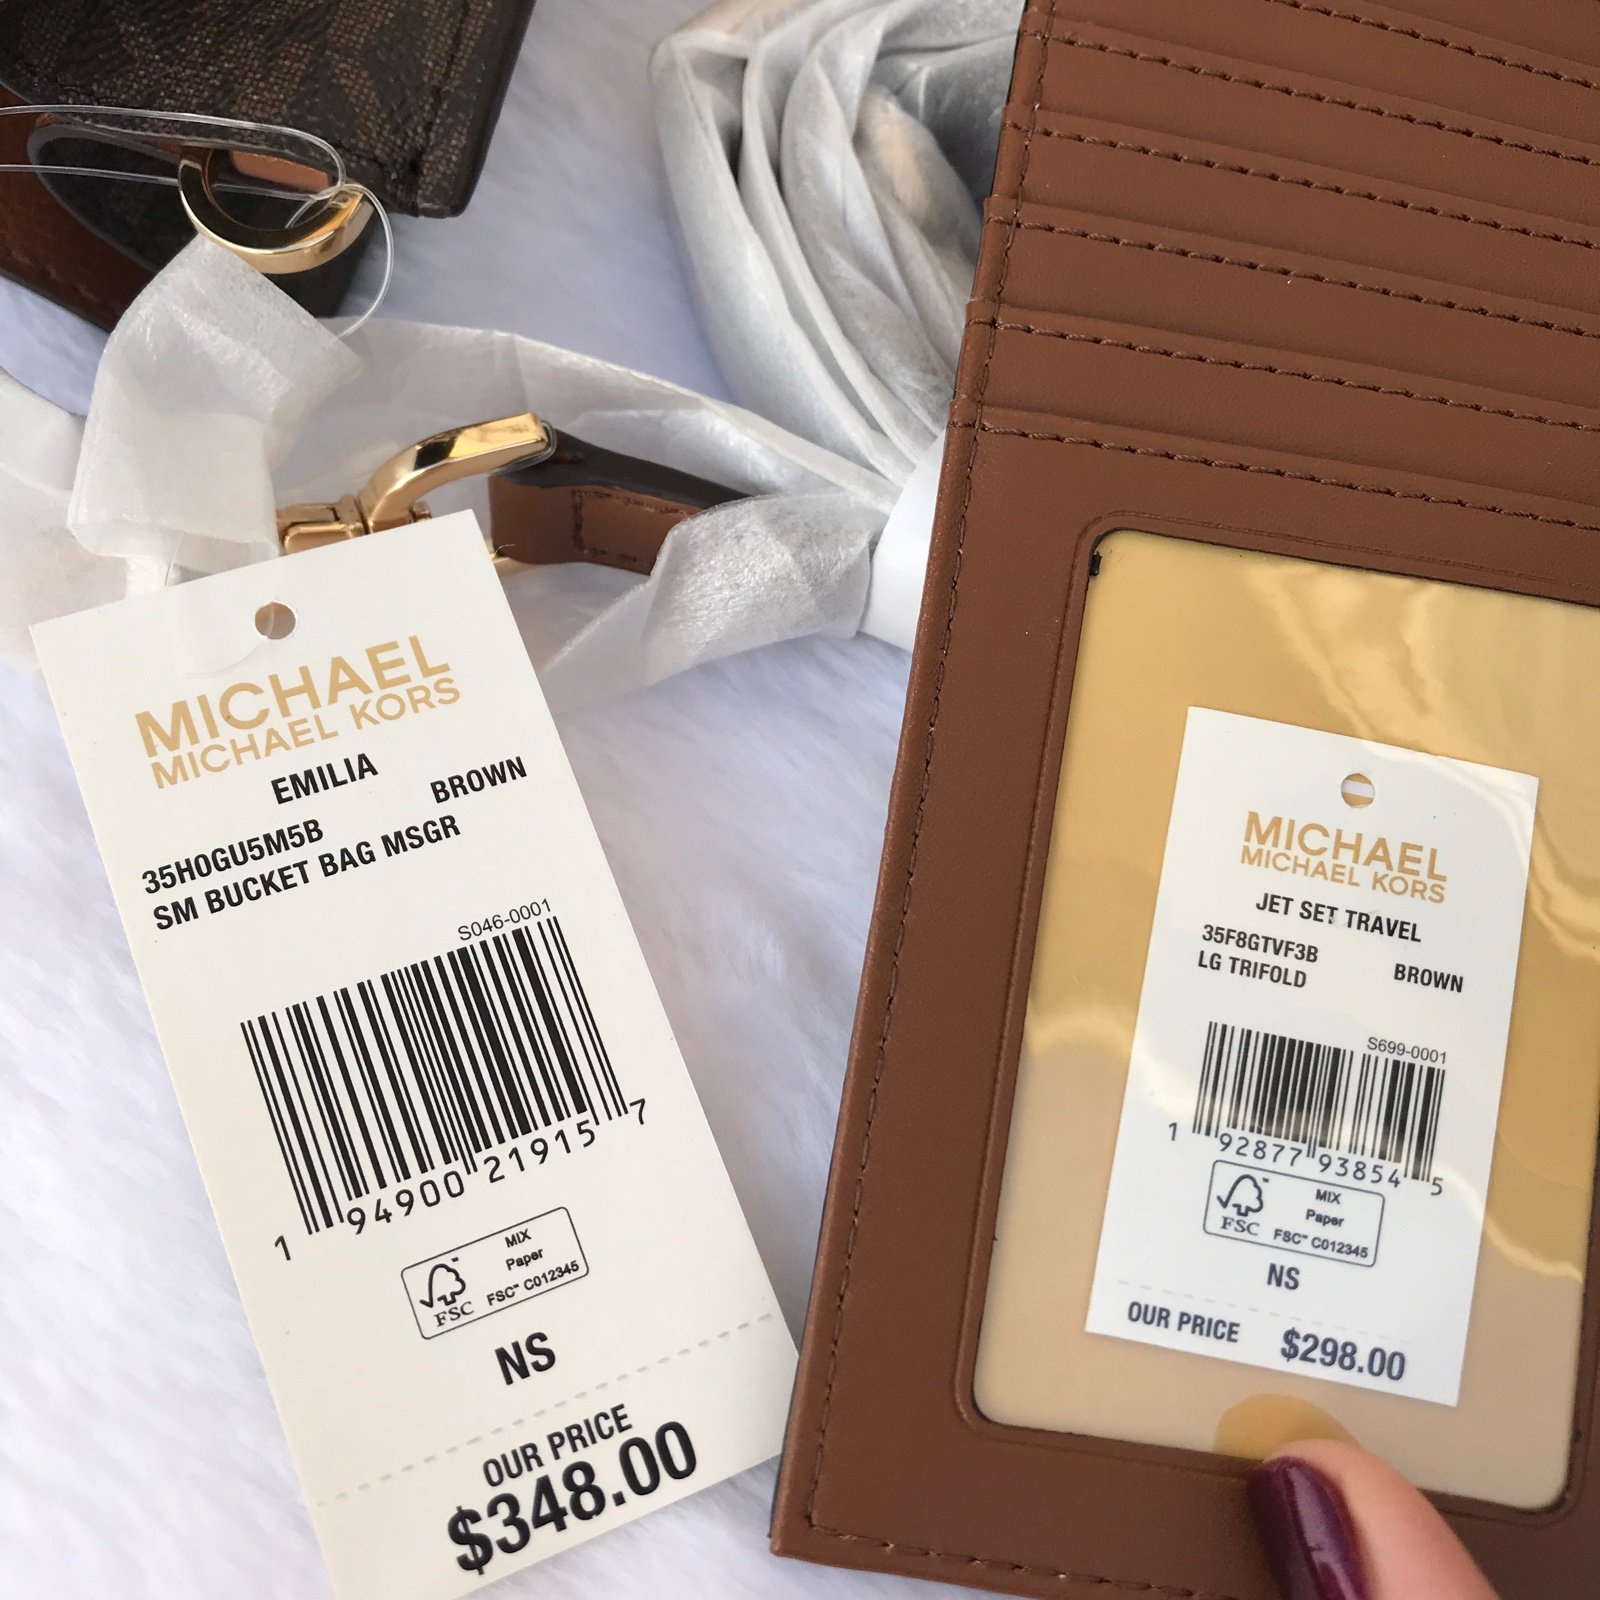 MICHAEL
MICHAEL KORS
EMILIA
BROWN
35H0GU5M5B
SM BUCKET BAG MSGR
S046-0001
1 94900 21915 7
FSC
MIX
Paper
FSC™ C012345
NS
OUR PRICE
$348.00
MICHAEL
MICHAEL KORS
JET SET TRAVEL
35F8GTVF3B
LG TRIFOLD BROWN
S699-0001
1 92877 93854 5
FSC
MIX
Paper
FSC™ C012345
NS
OUR PRICE $298.00